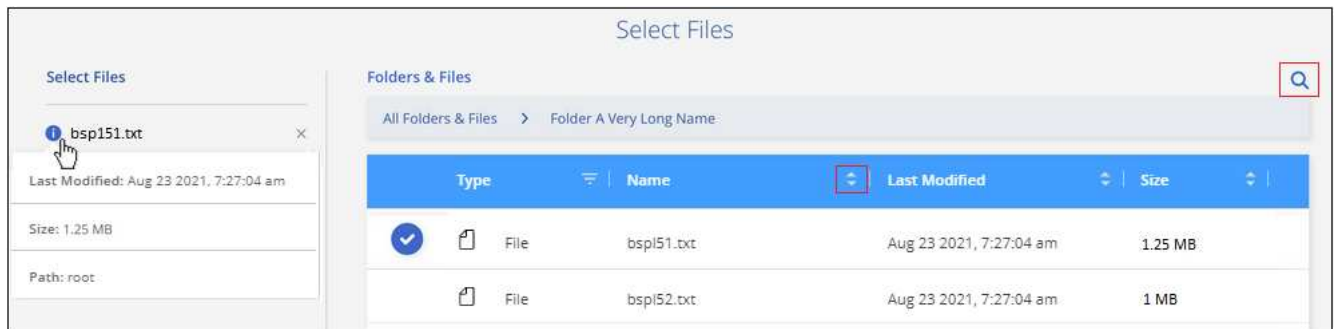 Select Files
Select Files
bsp151.txt
Last Modified: Aug 23 2021, 7:27:04 am
Size: 1.25 MB
Path: root
Folders & Files
All Folders & Files > Folder A Very Long Name
Type Name Last Modified Size
File bspl51.txt Aug 23 2021, 7:27:04 am 1.25 MB
File bspl52.txt Aug 23 2021, 7:27:04 am 1 MB